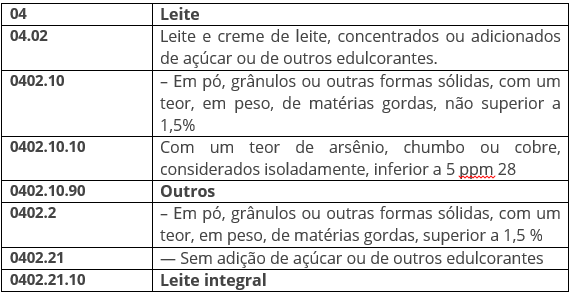 04 Leite
04.02 Leite e creme de leite, concentrados ou adicionados
de açúcar ou de outros edulcorantes.
0402.10 – Em pó, grânulos ou outras formas sólidas, com um
teor, em peso, de matérias gordas, não superior a
1,5%
0402.10.10 Com um teor de arsênio, chumbo ou cobre,
considerados isoladamente, inferior a 5 ppm 28
0402.10.90 Outros
0402.2 – Em pó, grânulos ou outras formas sólidas, com um
teor, em peso, de matérias gordas, superior a 1,5 %
0402.21 — Sem adição de açúcar ou de outros edulcorantes
0402.21.10 Leite integral